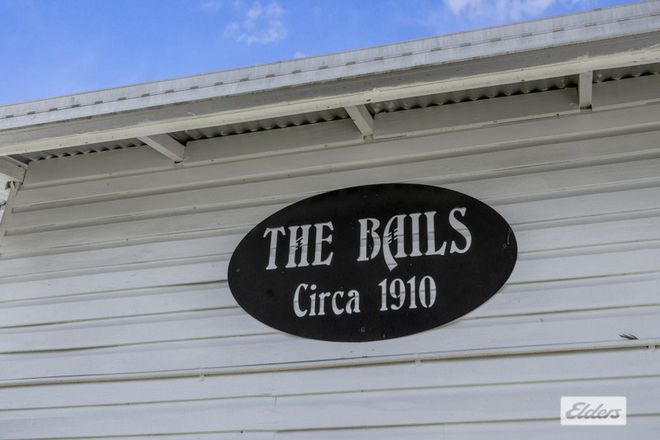 THE BAILS
Circa 1910
Elders